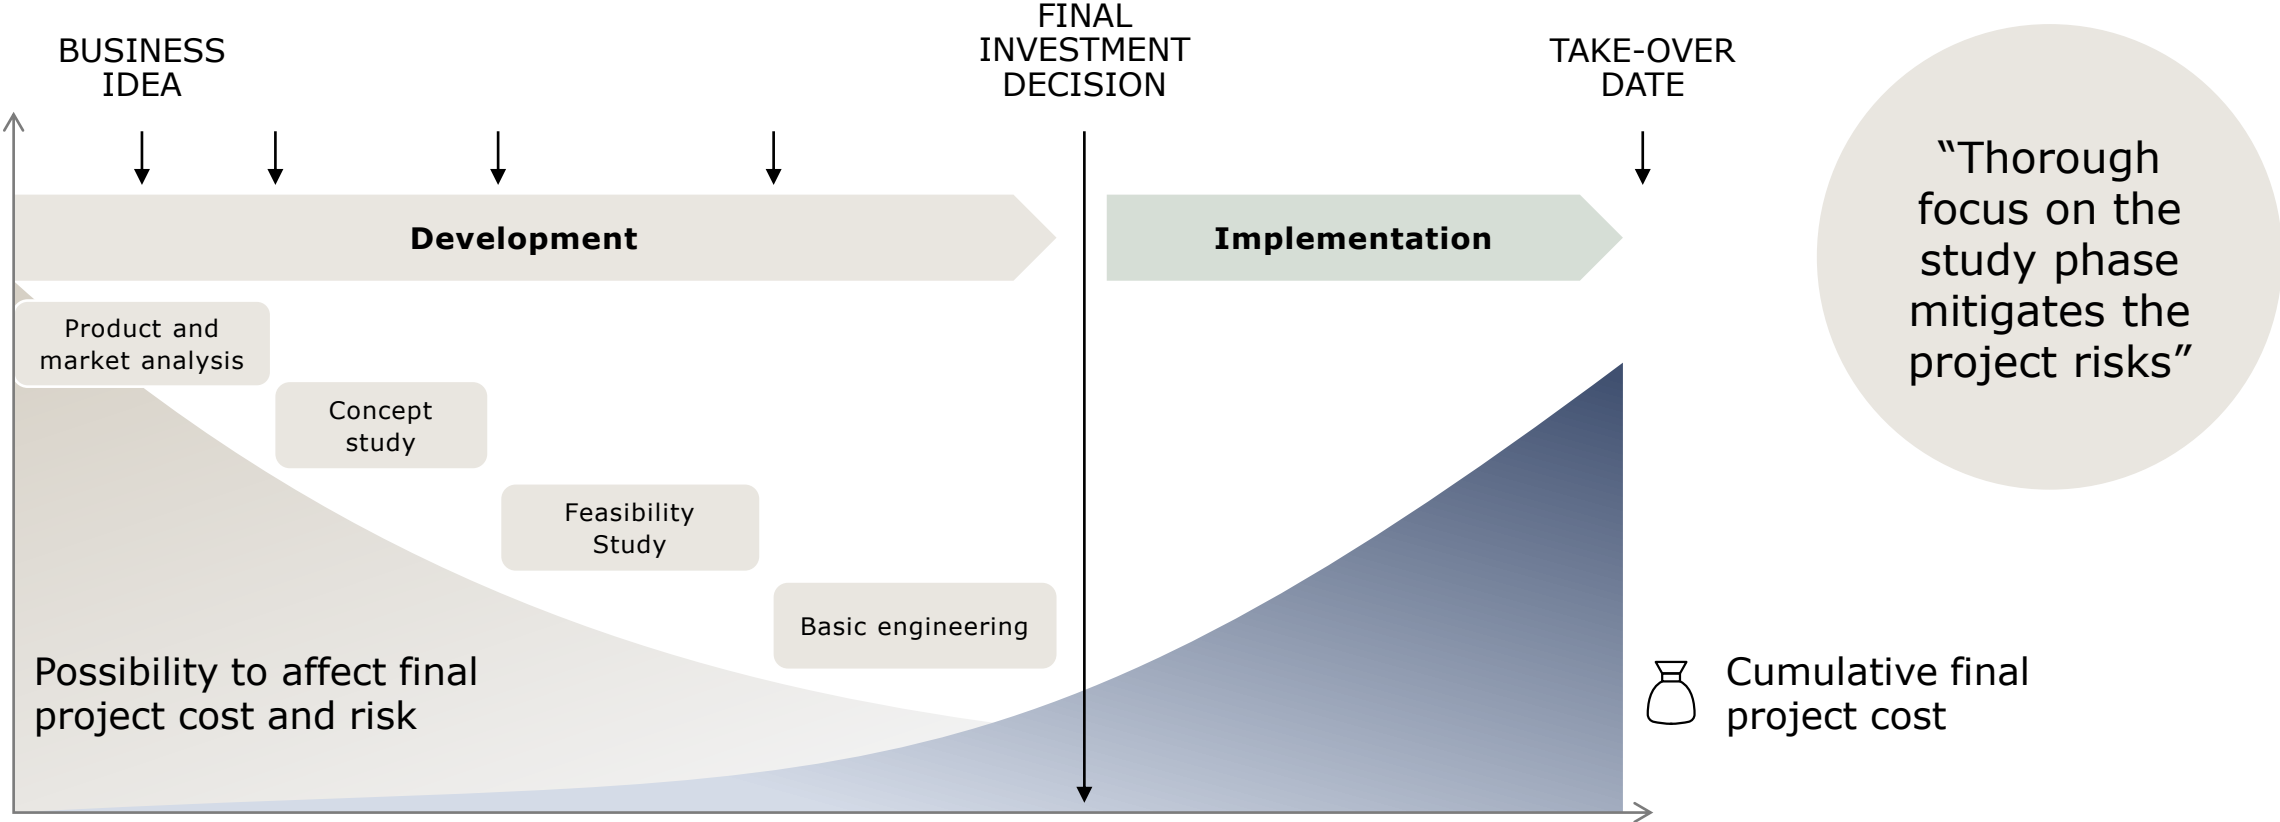 BUSINESS
IDEA
FINAL
INVESTMENT
DECISION
TAKE-OVER
DATE
Development
Implementation
“Thorough
focus on the
study phase
mitigates the
project risks”
Product and
market analysis
Concept
study
Feasibility
Study
Basic engineering
Possibility to affect final
project cost and risk
Cumulative final
project cost